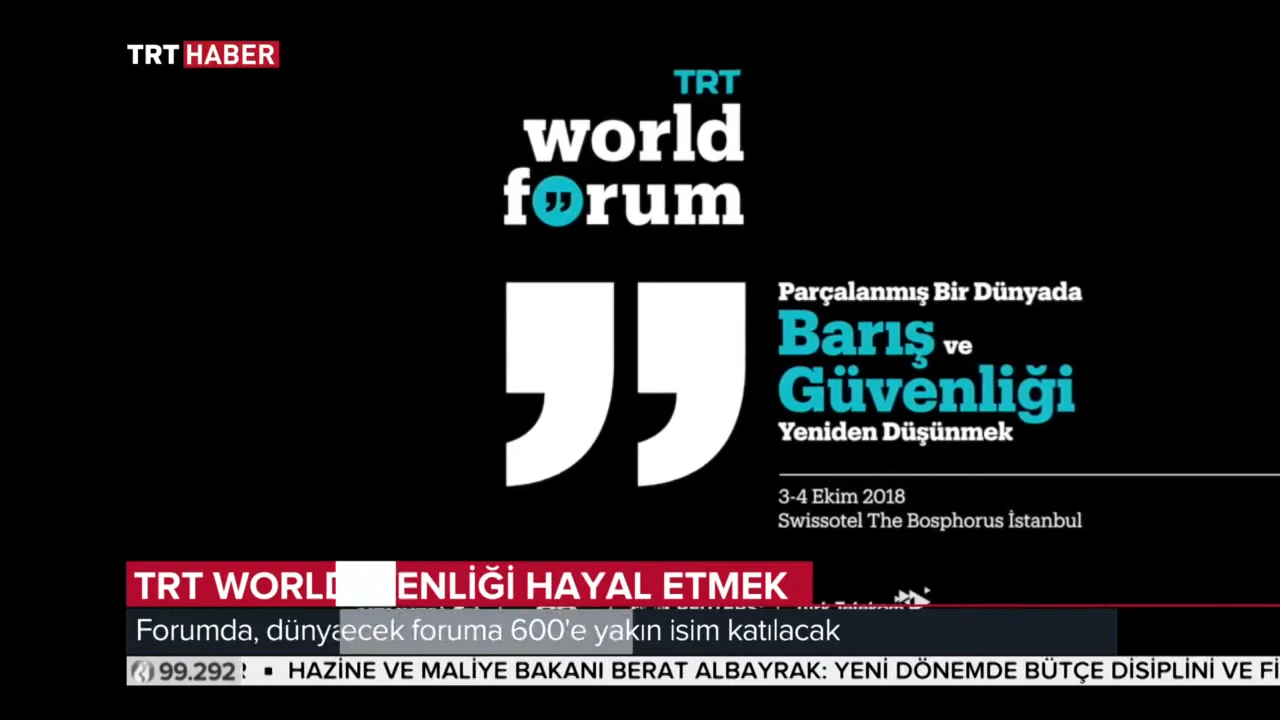 TRT HABER
TRT
world
forum
Parçalanmış Bir Dünyada
Barış ve
Güvenliği
Yeniden Düşünmek
3-4 Ekim 2018
Swissotel The Bosphorus İstanbul
TRT WORLD ENLİĞİ HAYAL ETMEK
Forumda, dünyaecek foruma 600'e yakın isim katılacak
99.292 ▪ HAZİNE VE MALİYE BAKANI BERAT ALBAYRAK: YENİ DÖNEMDE BÜTÇE DİSİPLİNİ VE Fİ